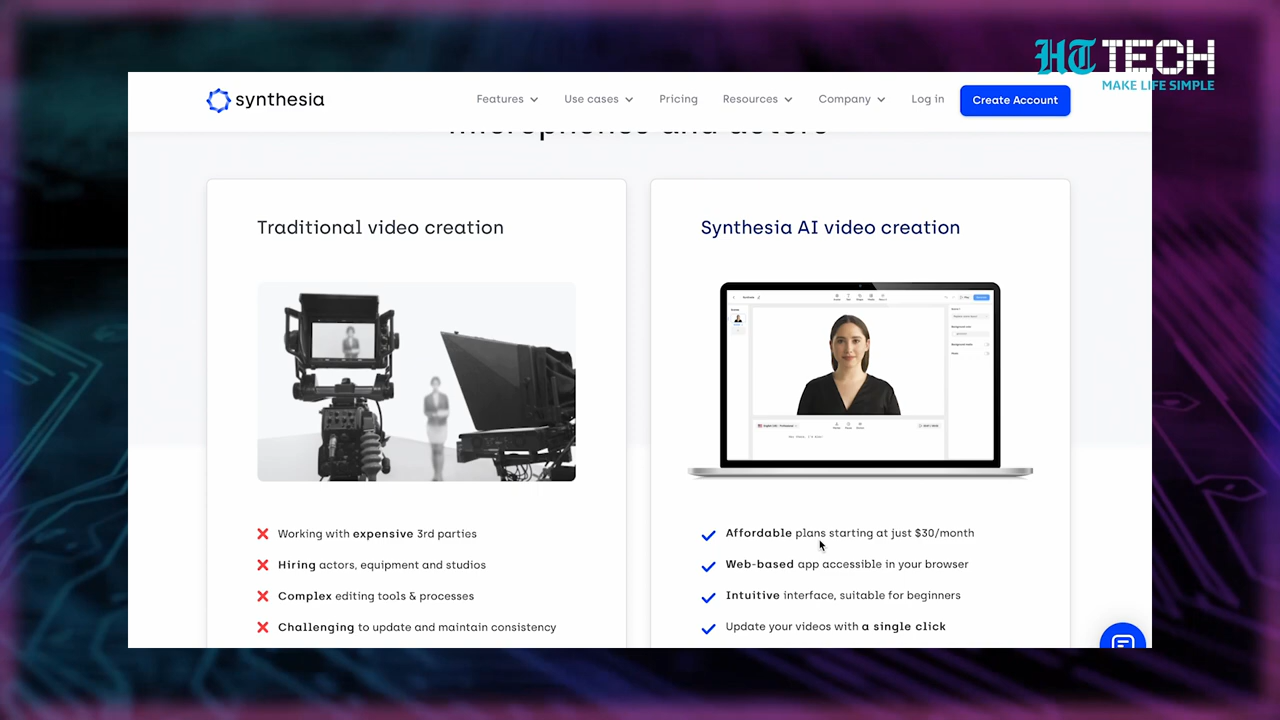 HT TECH
MAKE LIFE SIMPLE
synthesia
Features
Use cases
Pricing
Resources
Company
Log in
Create Account
microphones and actors
Traditional video creation
Synthesia AI video creation
Working with expensive 3rd parties
Hiring actors, equipment and studios
Complex editing tools & processes
Challenging to update and maintain consistency
Affordable plans starting at just $30/month
Web-based app accessible in your browser
Intuitive interface, suitable for beginners
Update your videos with a single click